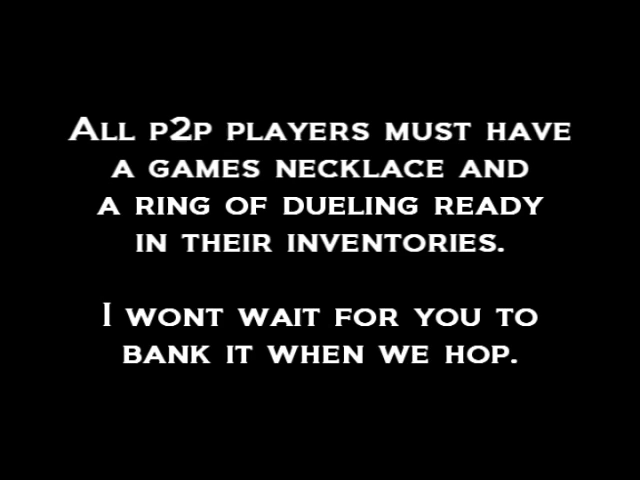 All p2p players must have
a games necklace and
a ring of dueling ready
in their inventories.
I wont wait for you to
bank it when we hop.